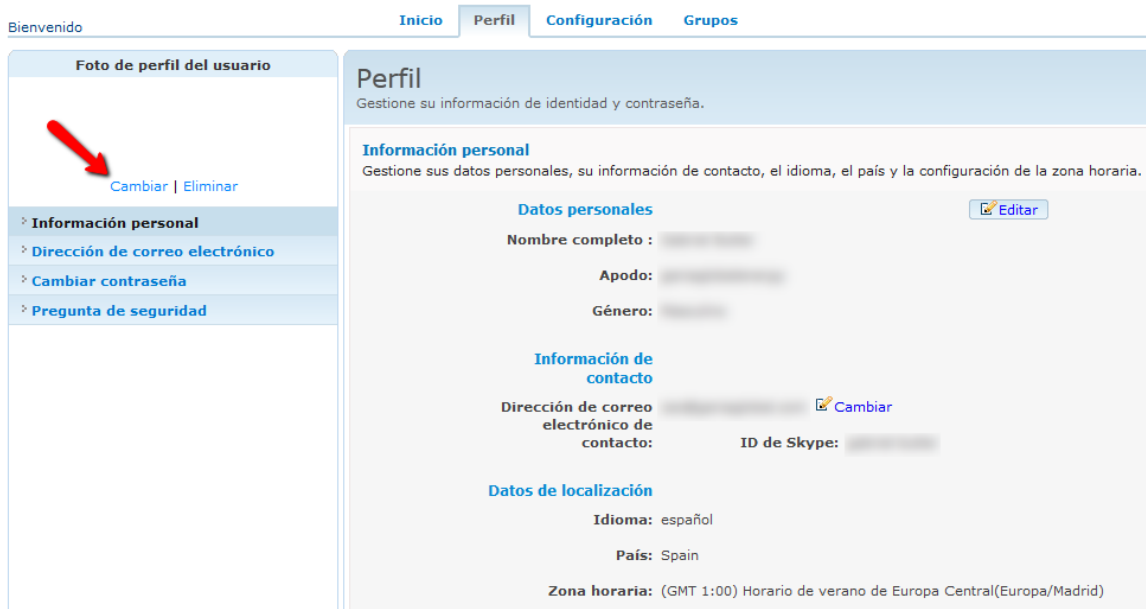 Bienvenido
Inicio Perfil Configuración Grupos
Foto de perfil del usuario
Cambiar | Eliminar
Información personal
Dirección de correo electrónico
Cambiar contraseña
Pregunta de seguridad
Perfil
Gestione su información de identidad y contraseña.
Información personal
Gestione sus datos personales, su información de contacto, el idioma, el país y la configuración de la zona horaria.
Datos personales Editar
Nombre completo :
Apodo:
Género:
Información de
contacto
Dirección de correo Cambiar
electrónico de
contacto: ID de Skype:
Datos de localización
Idioma: español
País: Spain
Zona horaria: (GMT 1:00) Horario de verano de Europa Central(Europa/Madrid)